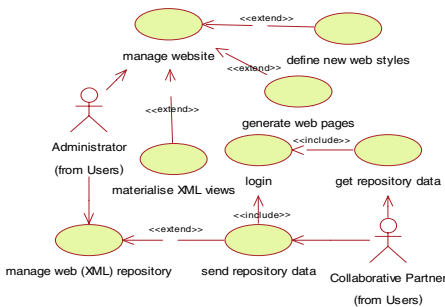 <<extend>>
manage website
define new web styles
<<extend>>
<<extend>>
generate web pages
Administrator
(from Users)
<<include>>
materialise XML views
login
get repository data
<<extend>>
<<include>>
manage web (XML) repository
send repository data
Collaborative Partner
(from Users)